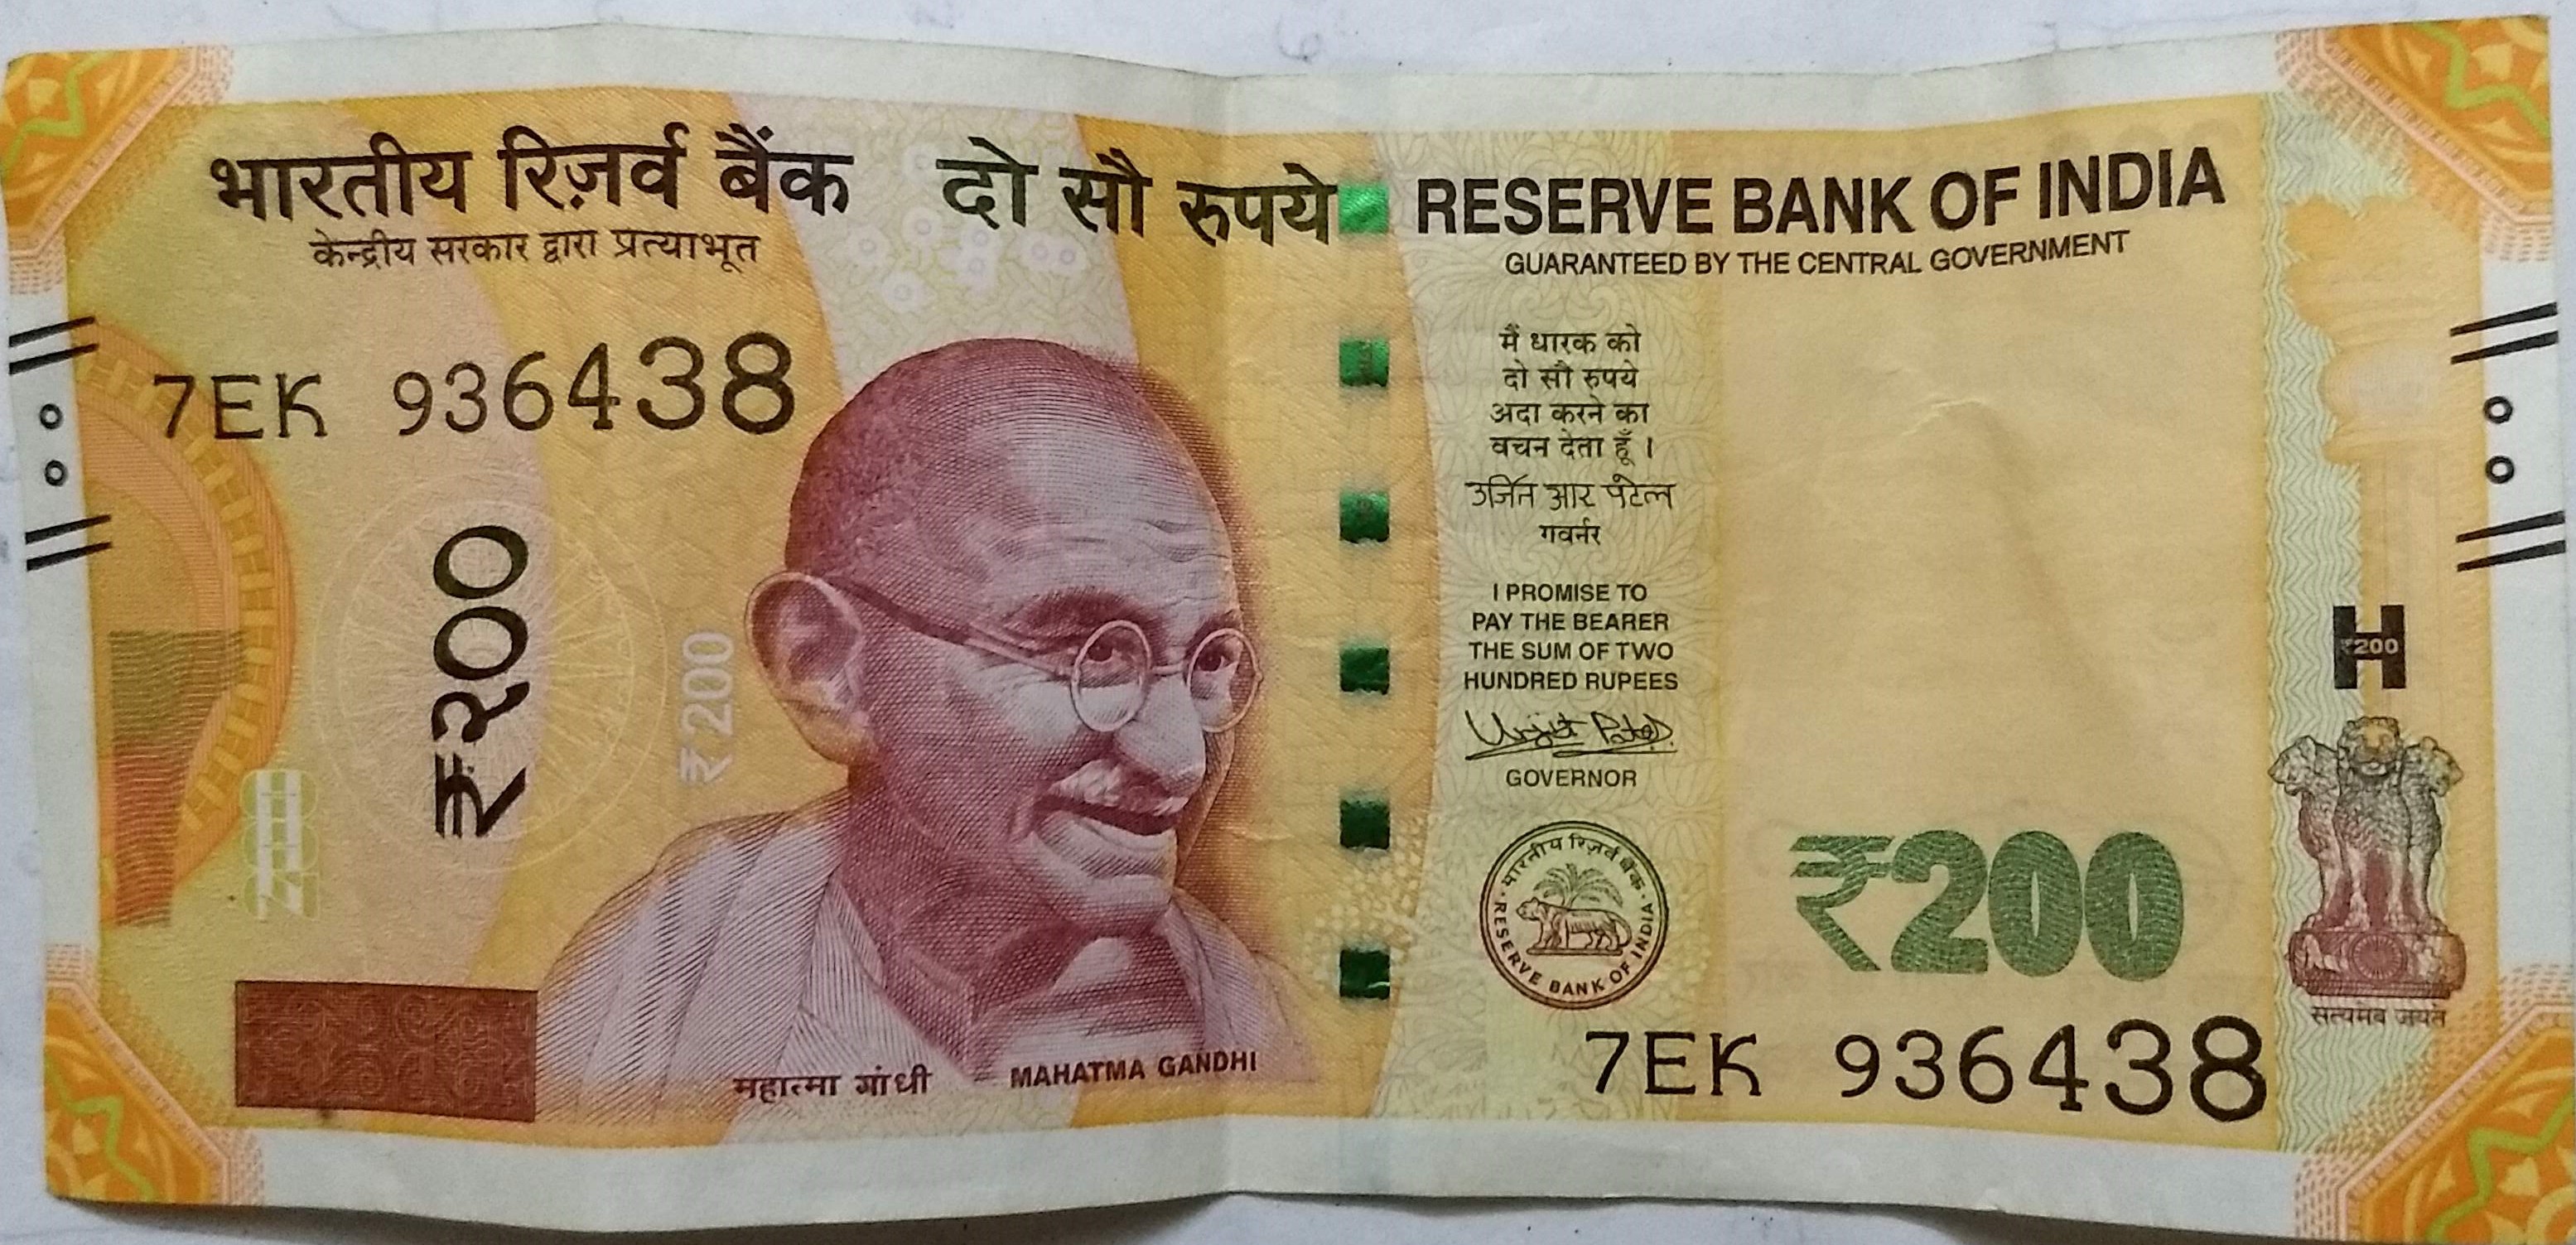 भारतीय रिज़र्व बैंक
केन्द्रीय सरकार द्वारा प्रत्याभूत
दो सौ रुपये
RESERVE BANK OF INDIA
GUARANTEED BY THE CENTRAL GOVERNMENT
7EK 936438
₹२००
₹200
मैं धारक को
दो सौ रुपये
अदा करने का
वचन देता हूँ ।
उर्जित आर पटेल
गवर्नर
I PROMISE TO
PAY THE BEARER
THE SUM OF TWO
HUNDRED RUPEES
Urjit Patel
GOVERNOR
भारतीय रिज़र्व बैंक
RESERVE BANK OF INDIA
₹200
H
₹200
सत्यमेव जयते
7EK 936438
महात्मा गांधी
MAHATMA GANDHI